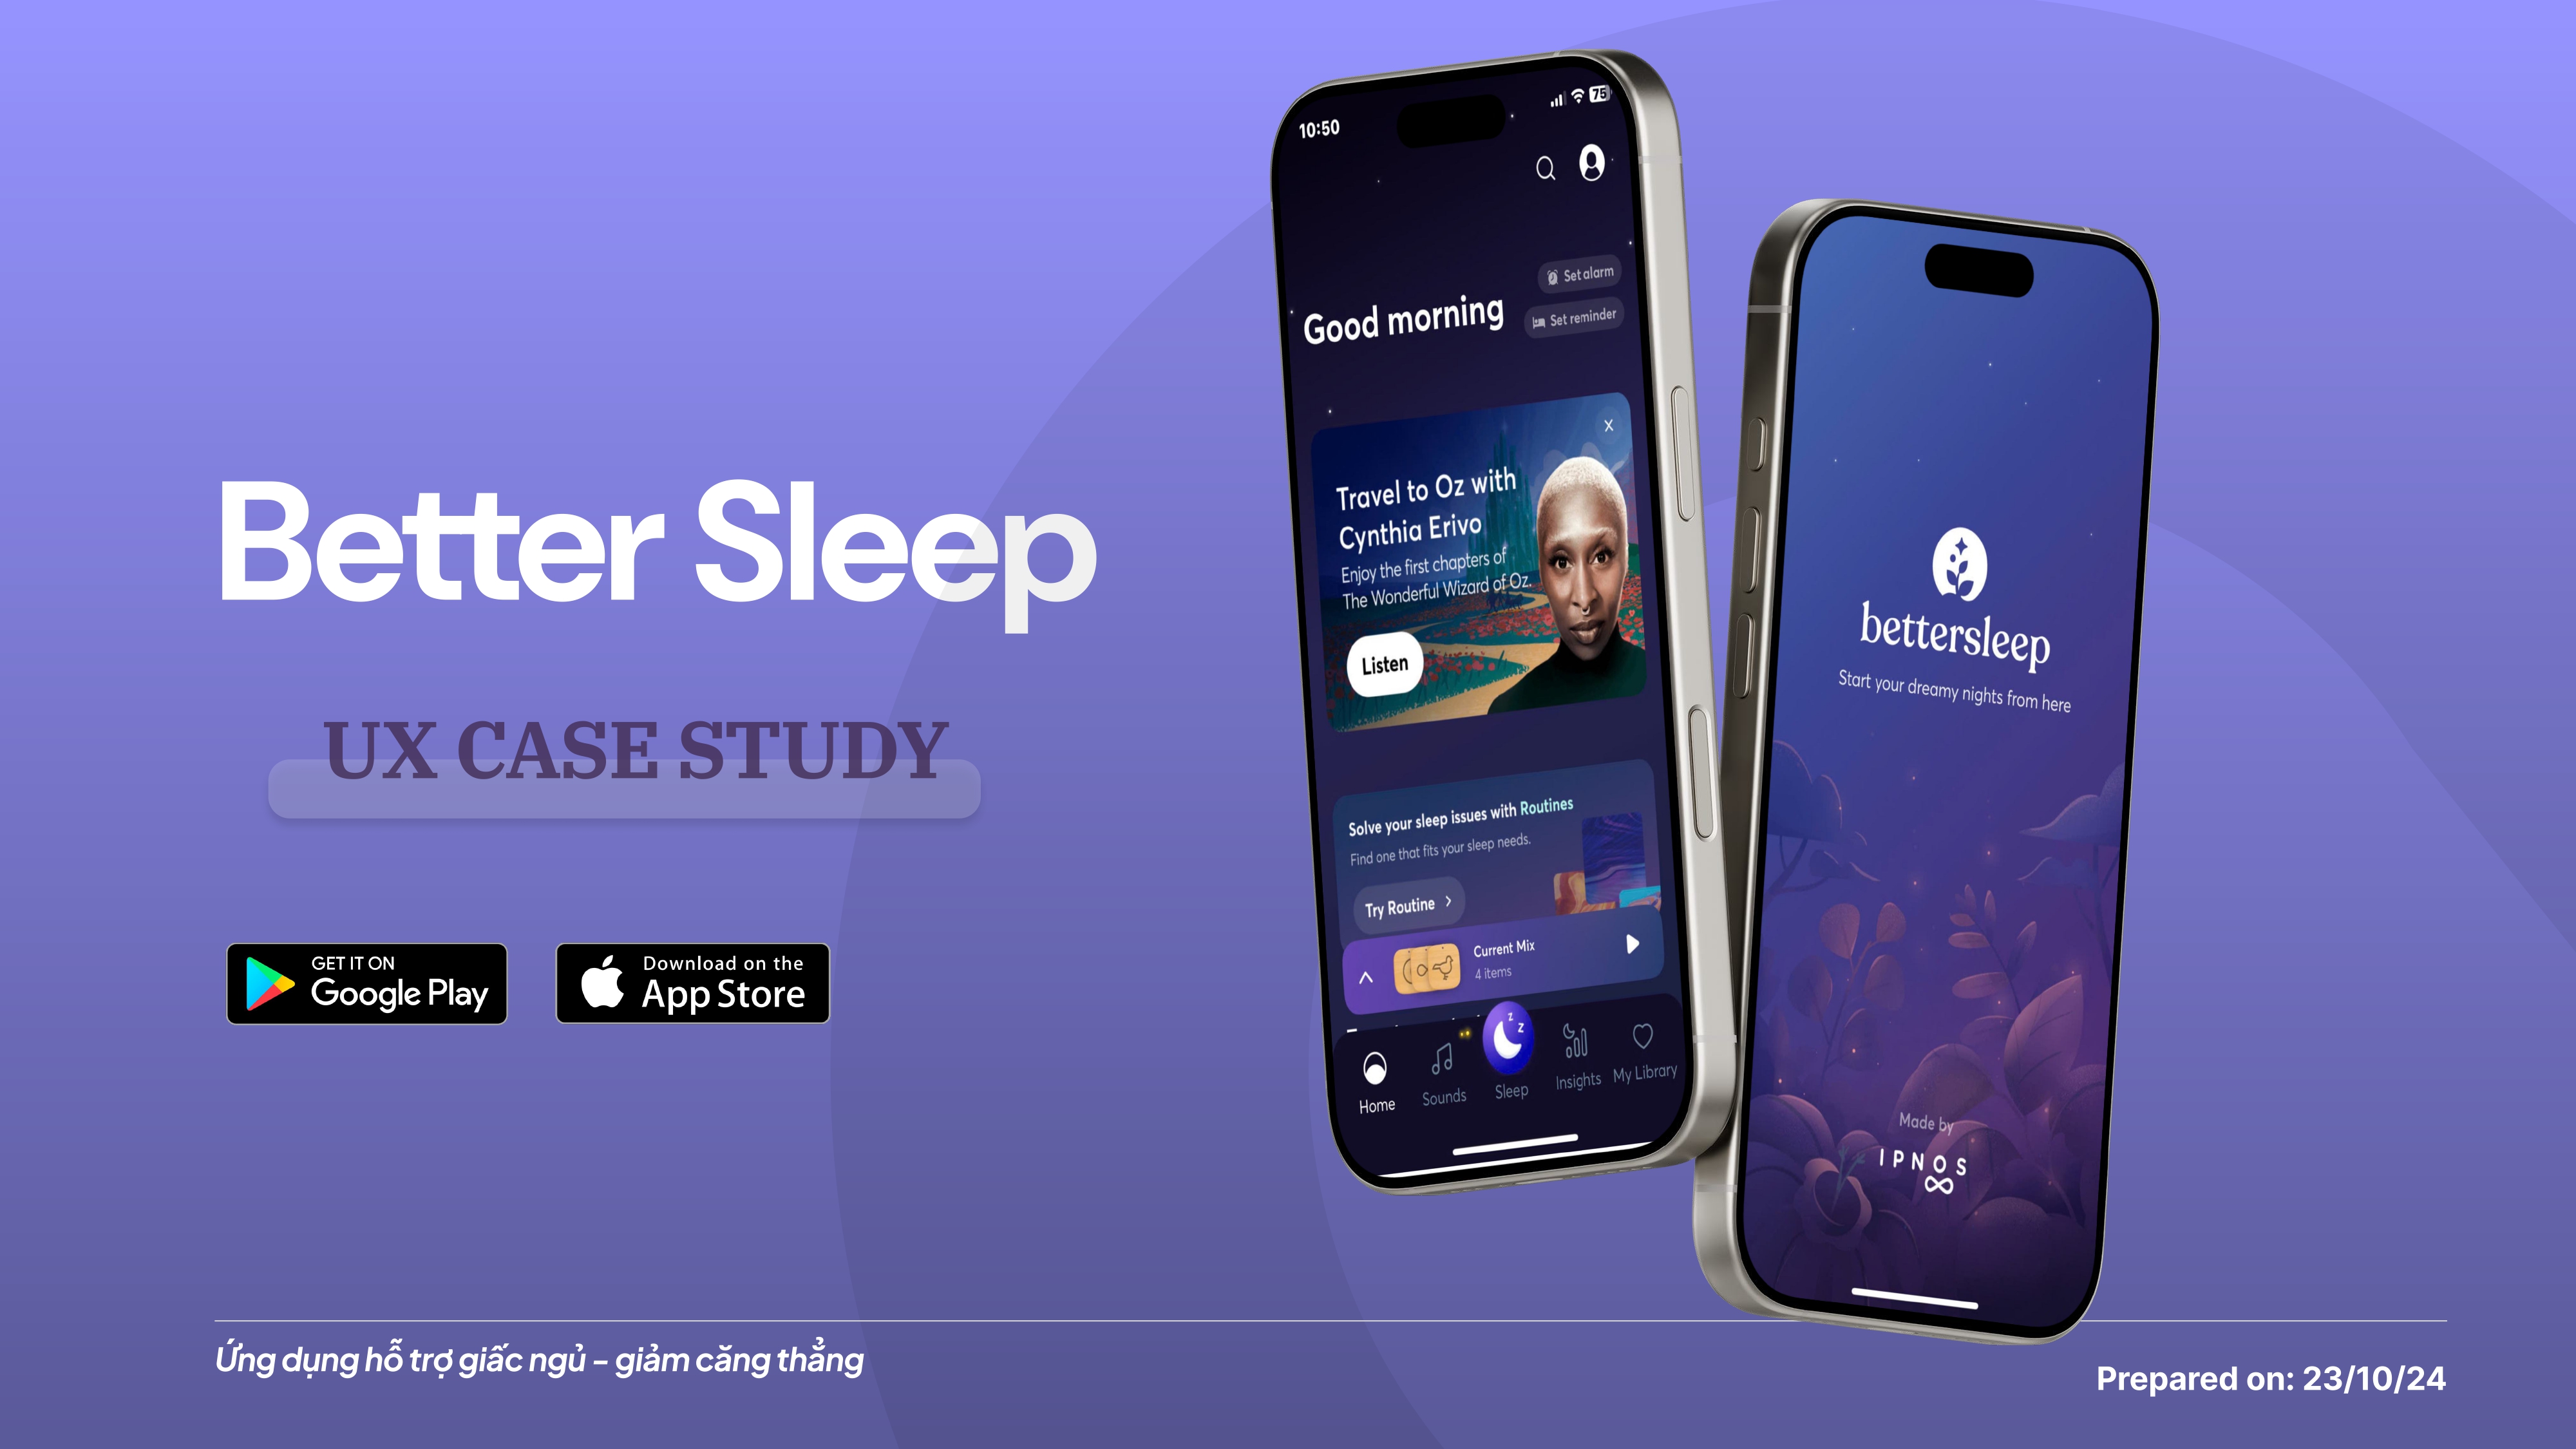 Better Sleep
UX CASE STUDY
GET IT ON
Google Play
Download on the
App Store
10:50
75
Set alarm
Set reminder
Good morning
Travel to Oz with
Cynthia Erivo
Enjoy the first chapters of
The Wonderful Wizard of Oz.
Listen
Solve your sleep issues with Routines
Find one that fits your sleep needs.
Try Routine
Current Mix
4 items
z
z
Home
Sounds
Sleep
Insights
My Library
bettersleep
Start your dreamy nights from here
Made by
IPNOS
Ứng dụng hỗ trợ giấc ngủ – giảm căng thẳng
Prepared on: 23/10/24